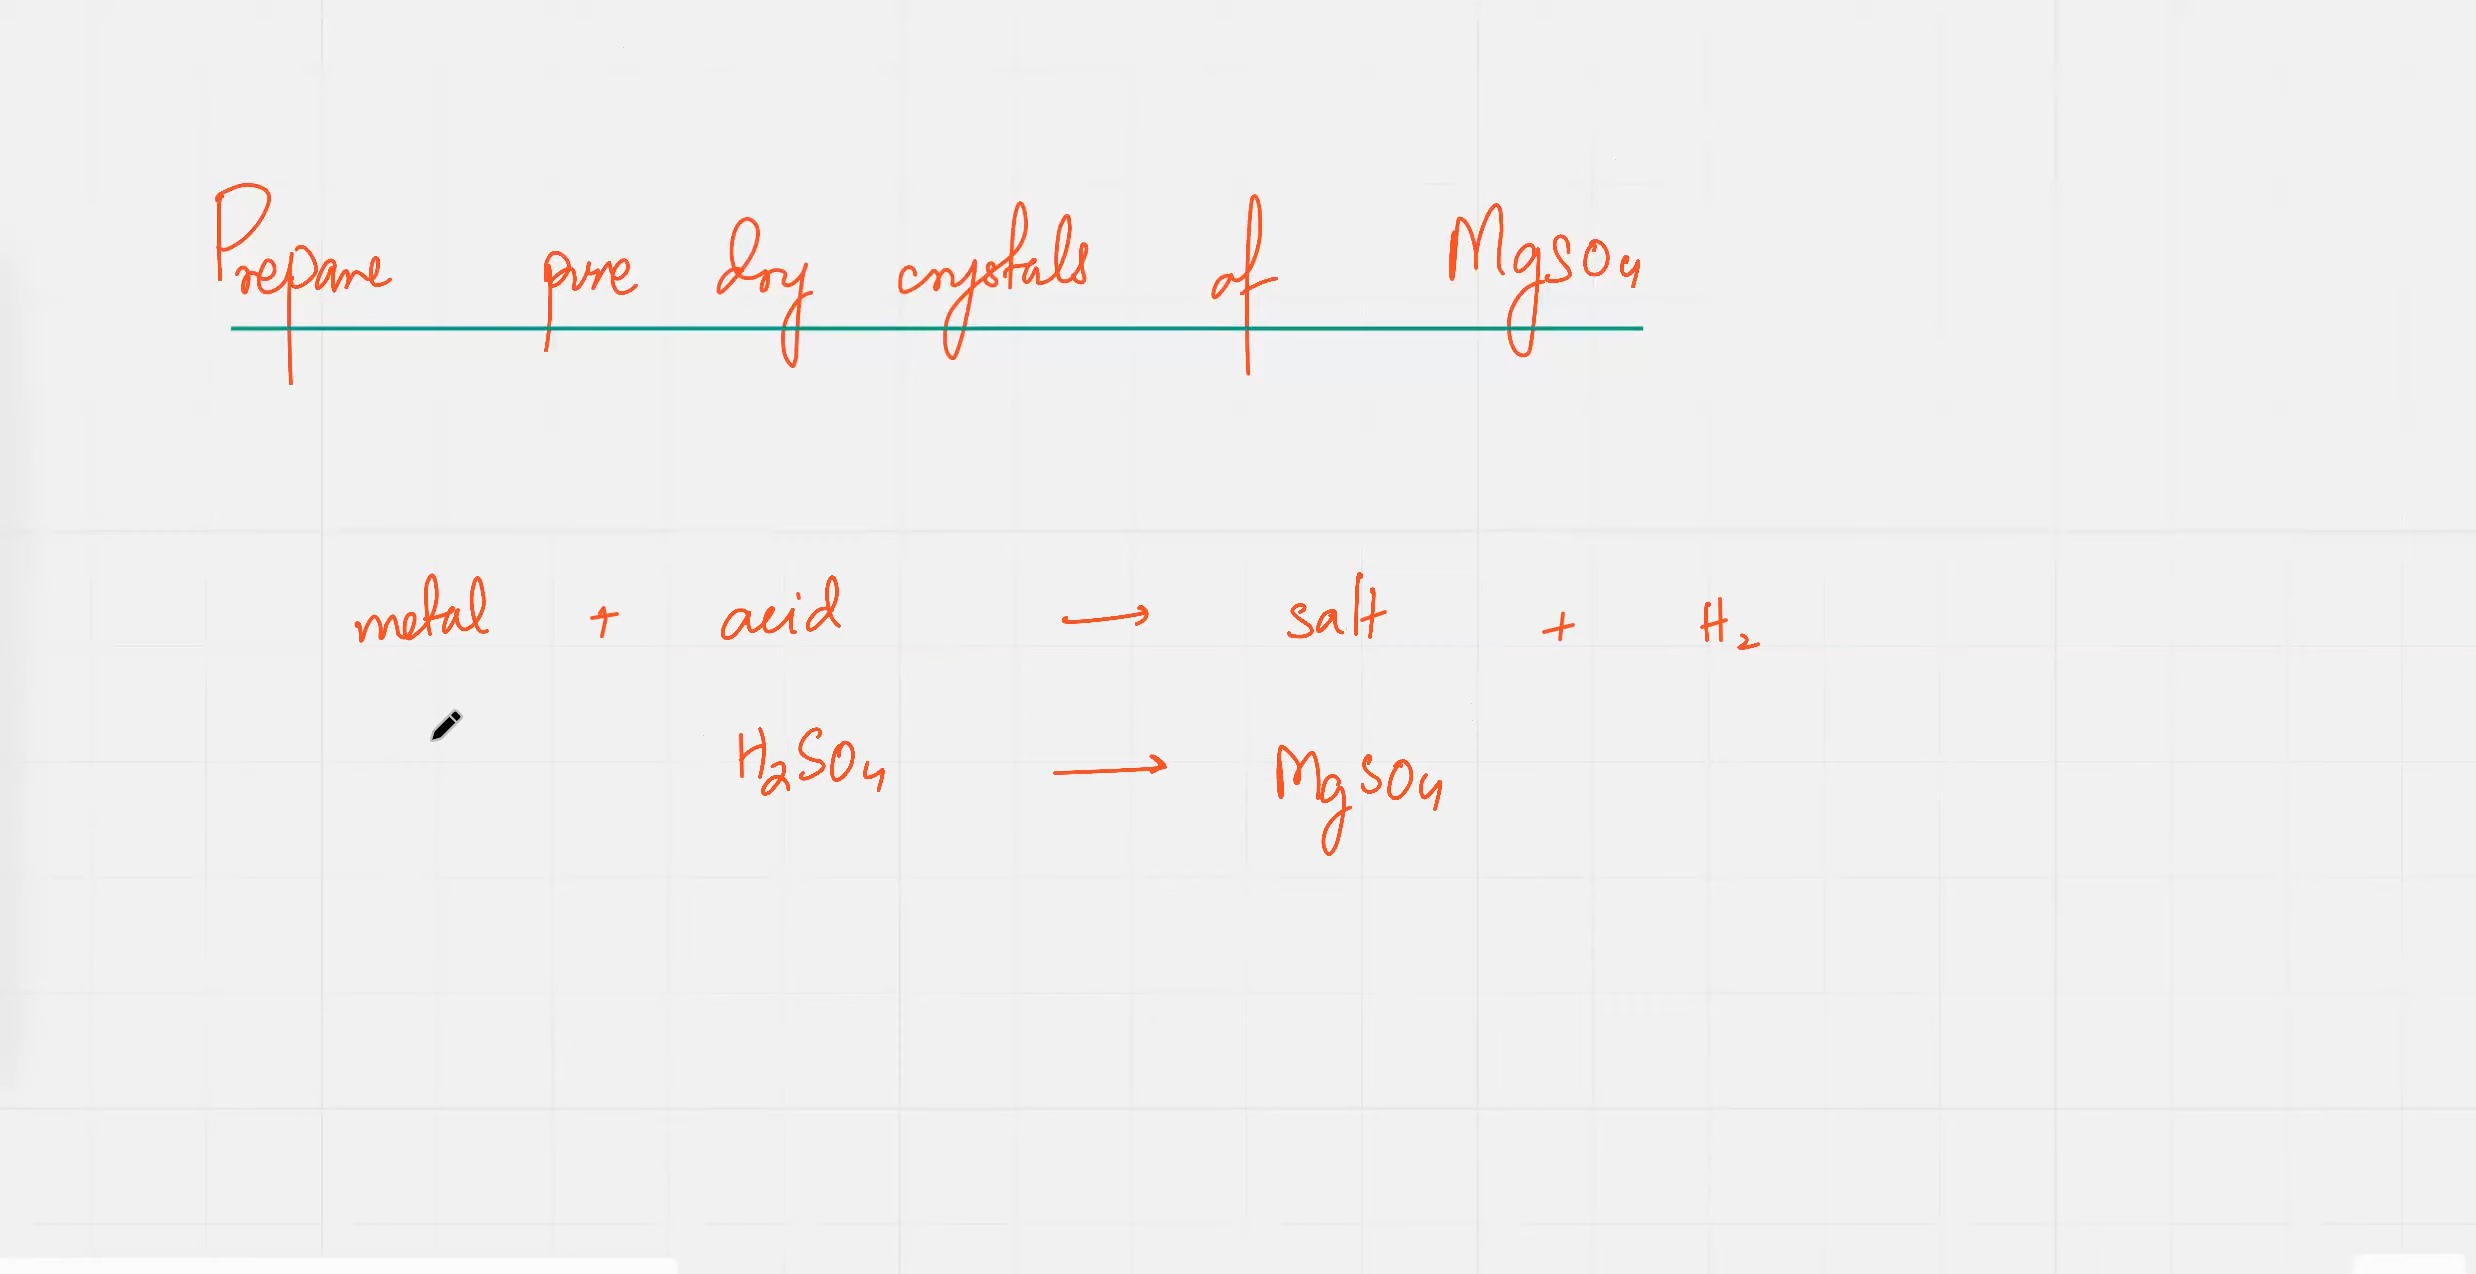 Prepare pure dry crystals of MgSO4
metal + acid → salt + H2
H2SO4 → MgSO4